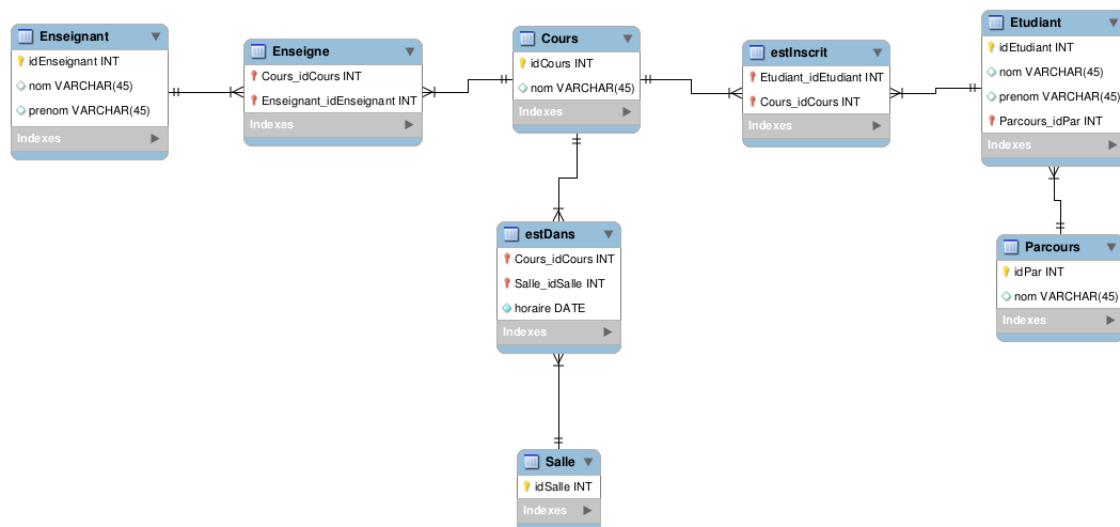 Enseignant
idEnseignant INT
nom VARCHAR(45)
prenom VARCHAR(45)
Indexes
Enseigne
Cours_idCours INT
Enseignant_idEnseignant INT
Indexes
Cours
idCours INT
nom VARCHAR(45)
Indexes
estInscrit
Etudiant_idEtudiant INT
Cours_idCours INT
Indexes
Etudiant
idEtudiant INT
nom VARCHAR(45)
prenom VARCHAR(45)
Parcours_idPar INT
Indexes
estDans
Cours_idCours INT
Salle_idSalle INT
horaire DATE
Indexes
Parcours
idPar INT
nom VARCHAR(45)
Indexes
Salle
idSalle INT
Indexes